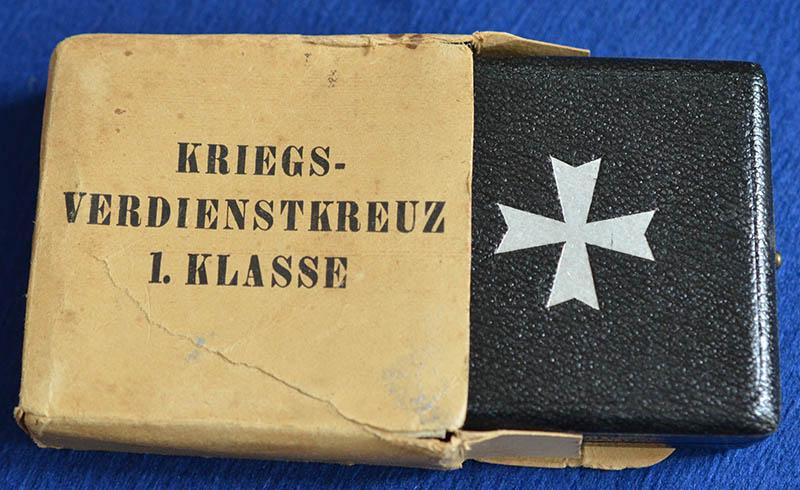 KRIEGS-
VERDIENSTKREUZ
1. KLASSE